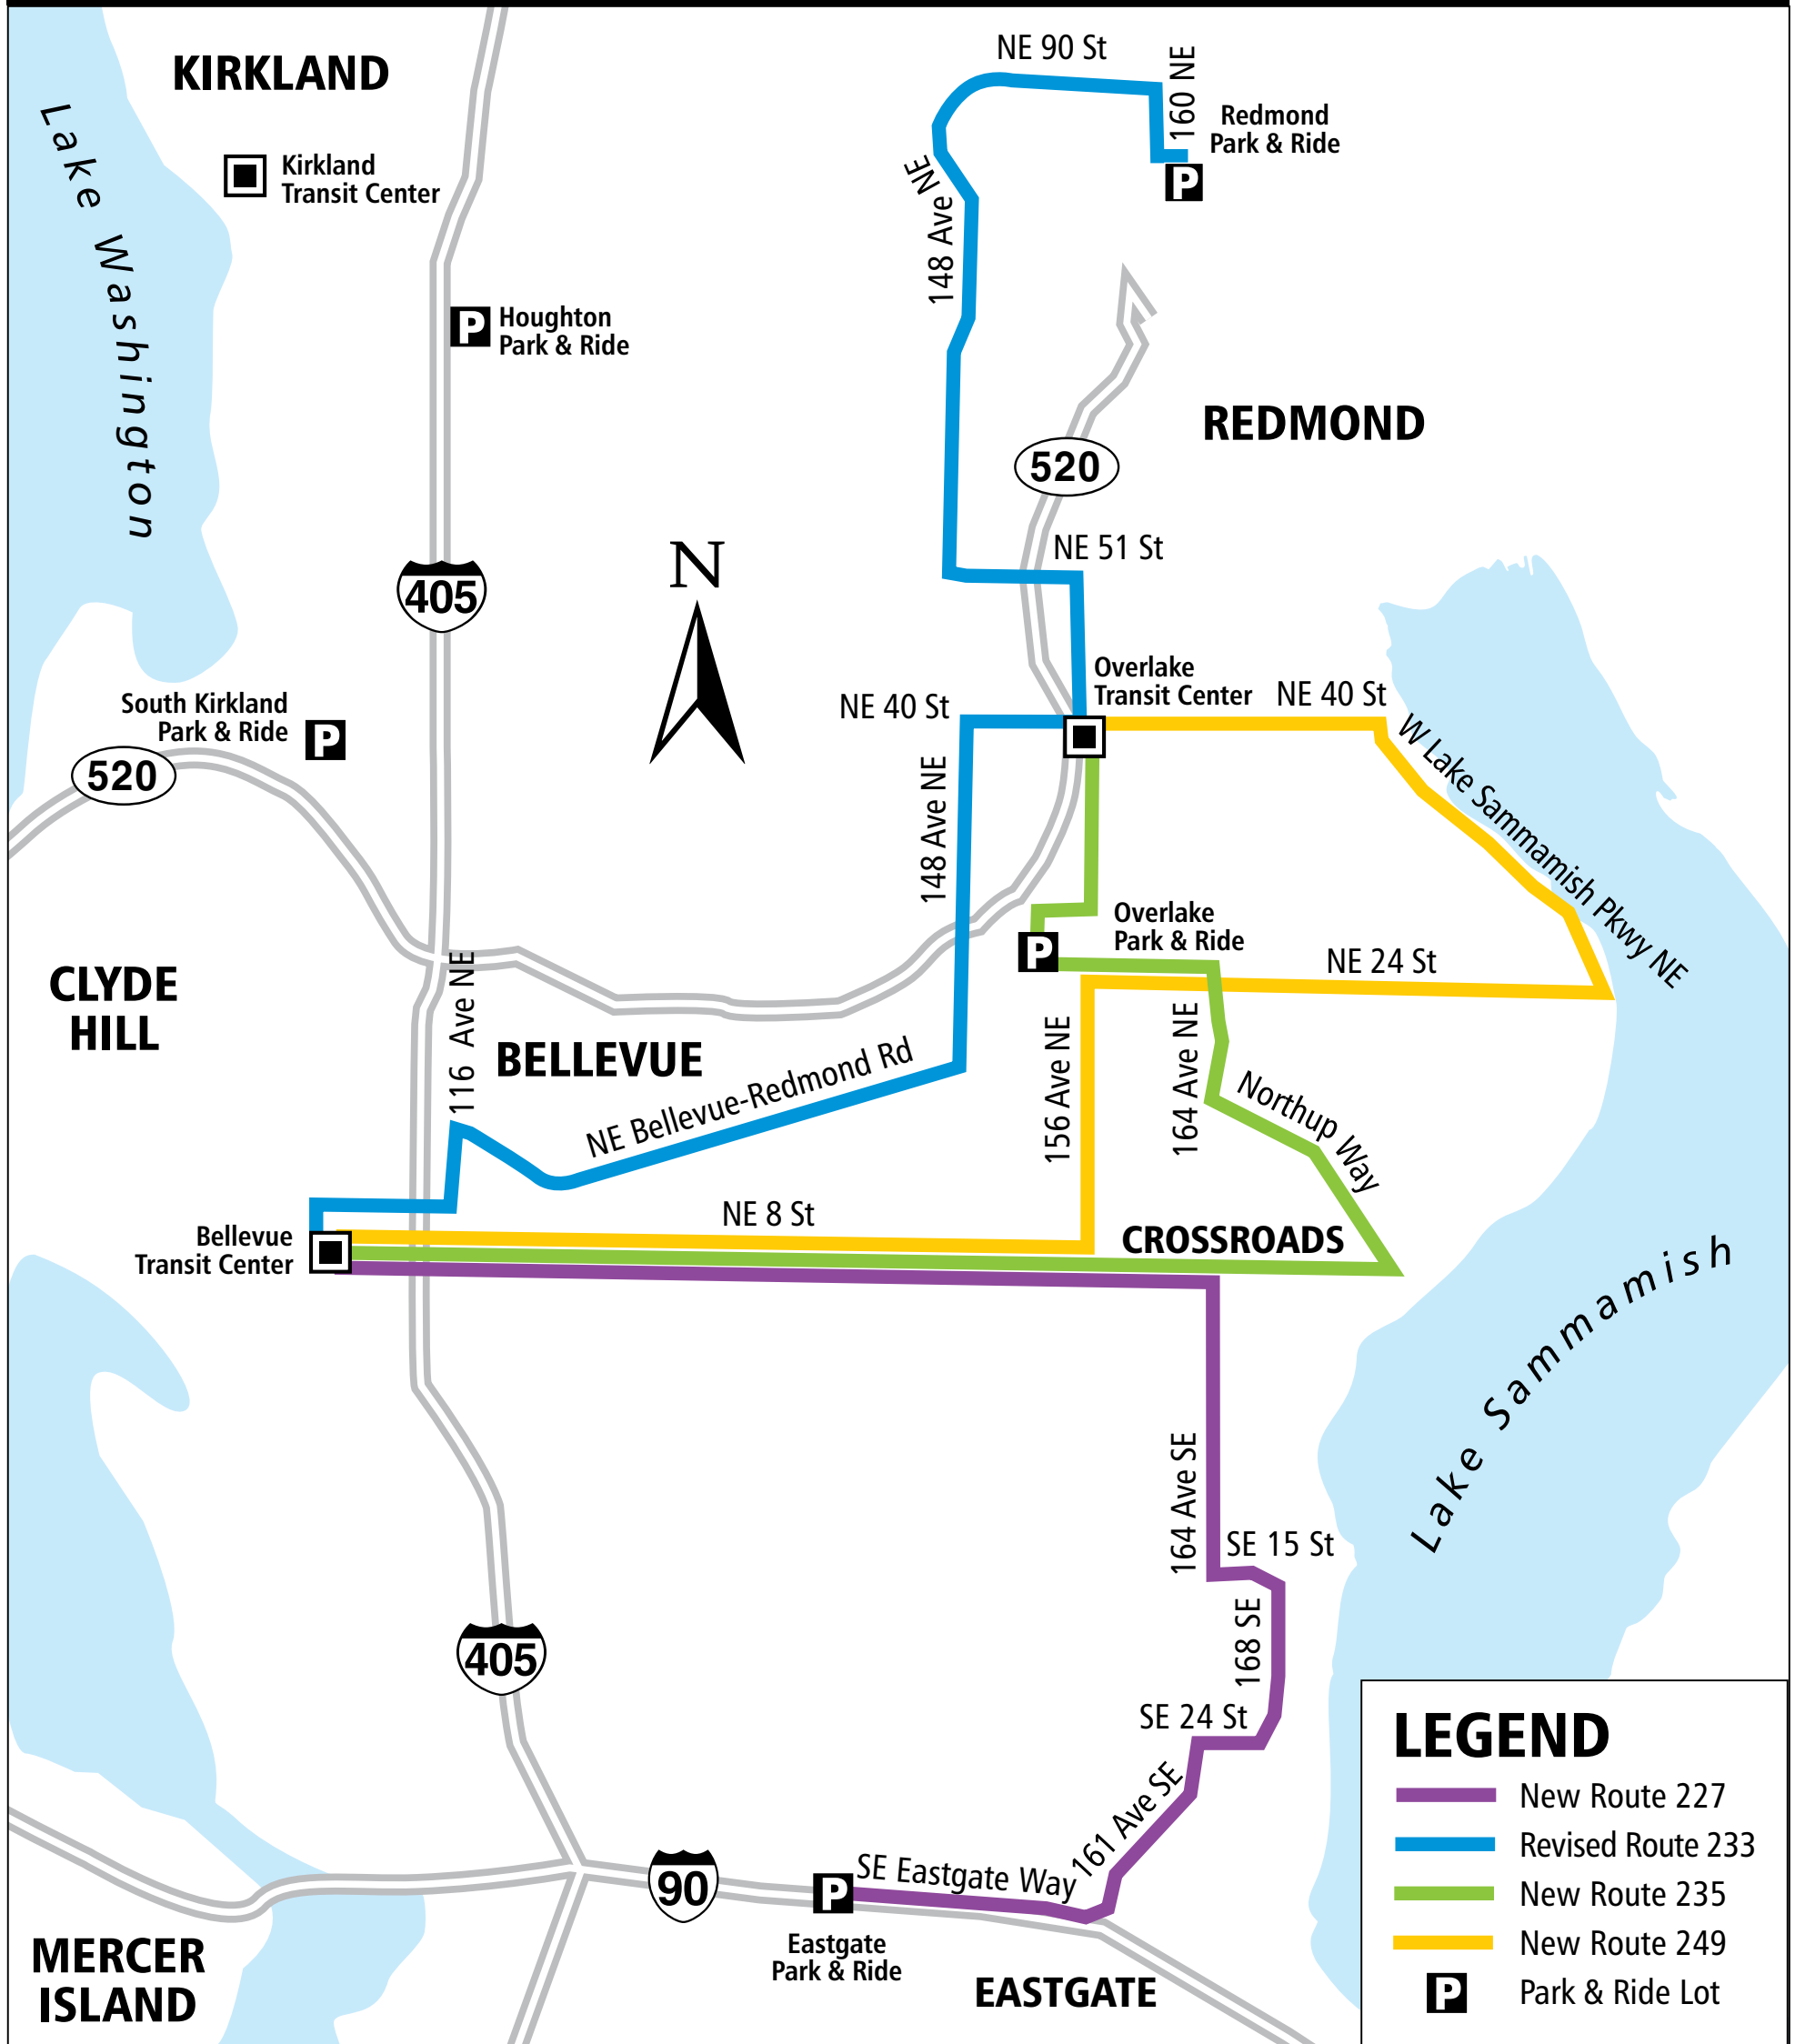 KIRKLAND
Lake Washington
Kirkland
Transit Center
NE 90 St
160 NE
Redmond
Park & Ride
P
148 Ave NE
P
Houghton
Park & Ride
REDMOND
520
NE 51 St
405
N
Overlake
Transit Center
NE 40 St
NE 40 St
South Kirkland
Park & Ride
P
520
W Lake Sammamish Pkwy NE
148 Ave NE
Overlake
Park & Ride
P
NE 24 St
CLYDE
HILL
116 Ave NE
BELLEVUE
NE Bellevue-Redmond Rd
156 Ave NE
164 Ave NE
Northup Way
NE 8 St
CROSSROADS
Bellevue
Transit Center
Lake Sammamish
164 Ave SE
SE 15 St
168 SE
405
SE 24 St
161 Ave SE
SE Eastgate Way
90
P
Eastgate
Park & Ride
EASTGATE
MERCER
ISLAND
LEGEND
New Route 227
Revised Route 233
New Route 235
New Route 249
P Park & Ride Lot